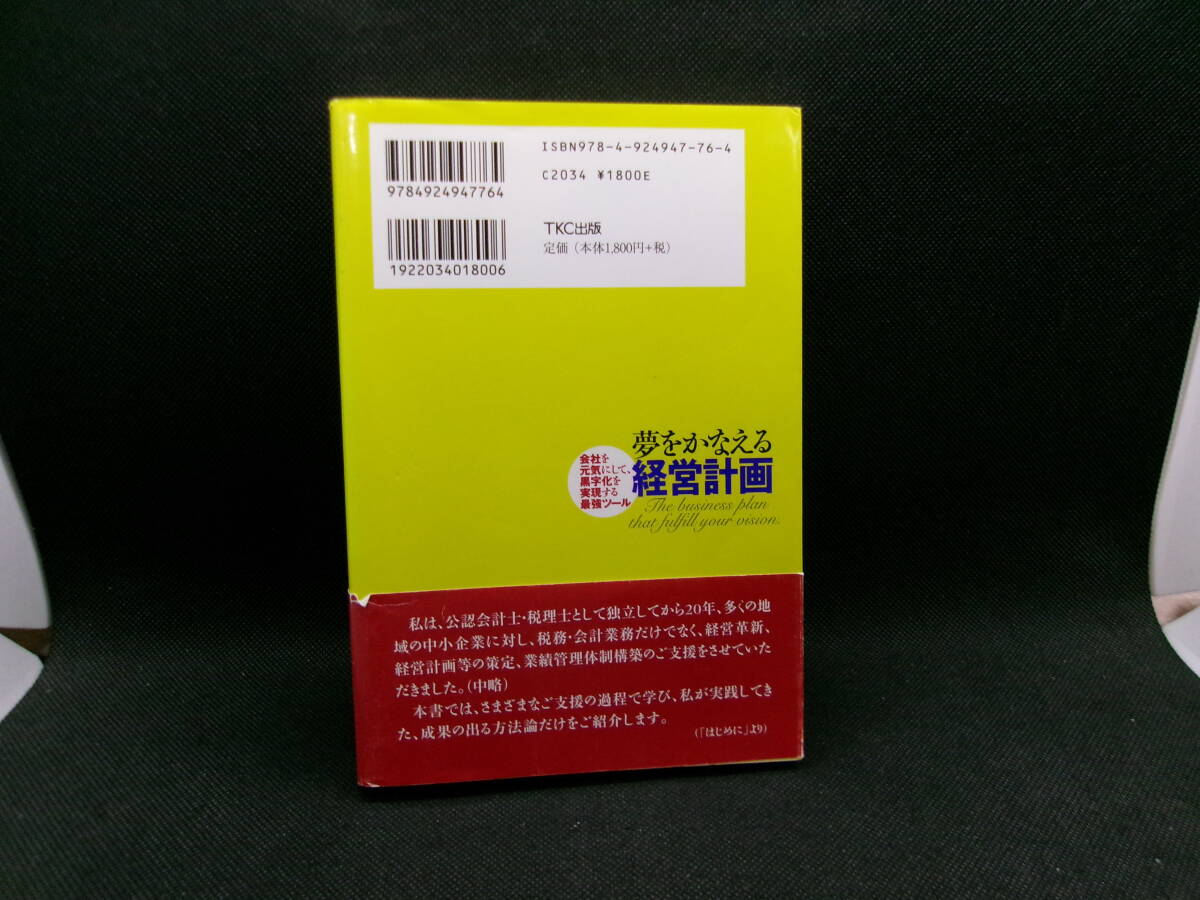 ISBN978-4-924947-76-4
C2034 ¥1800E
9784924947764
TKC出版
定価（本体1,800円+税）
1922034018006
夢をかなえる
経営計画
会社を
元気にして、
黒字化を
実現する
最強ツール
The business plan
that fulfill your vision.
私は、公認会計士・税理士として独立してから20年、多くの地
域の中小企業に対し、税務・会計業務だけでなく、経営革新、
経営計画等の策定、業績管理体制構築のご支援をさせていた
だきました。（中略）
本書では、さまざまなご支援の過程で学び、私が実践してき
た、成果の出る方法論だけをご紹介します。
（「はじめに」より）